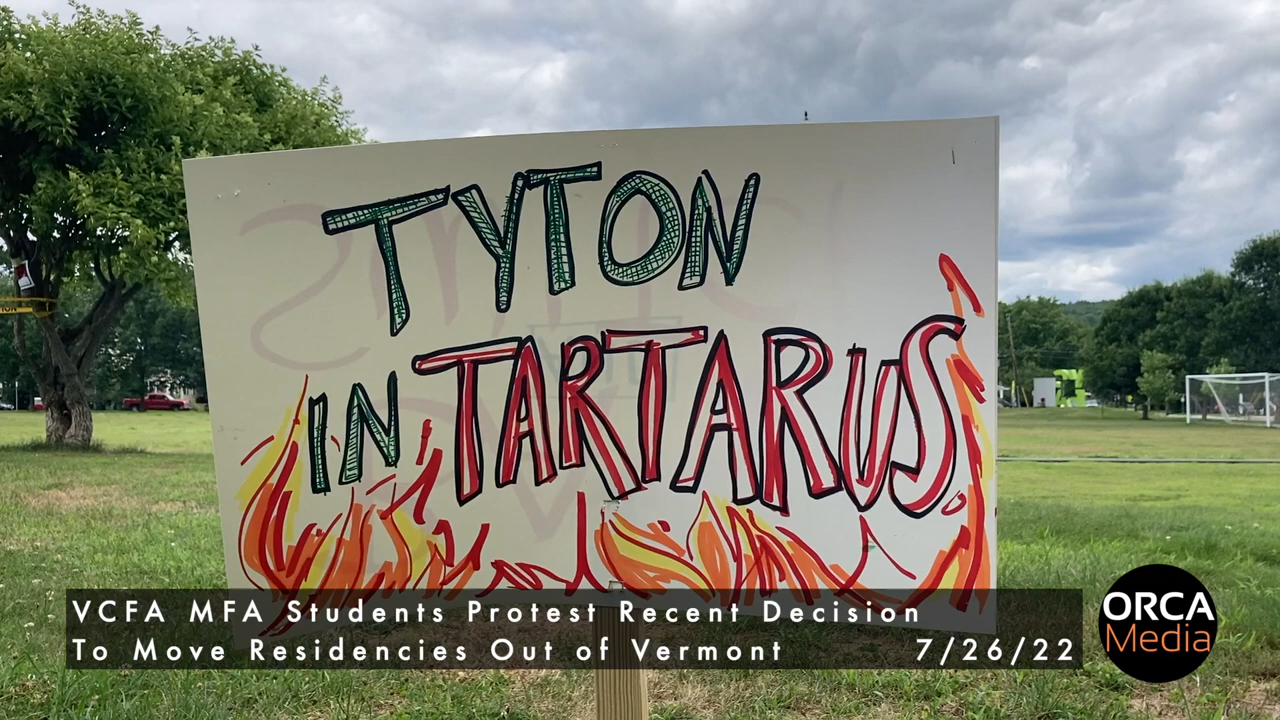 TYTON
IN TARTARUS
VCFA MFA Students Protest Recent Decision
To Move Residencies Out of Vermont 7/26/22
ORCA
Media